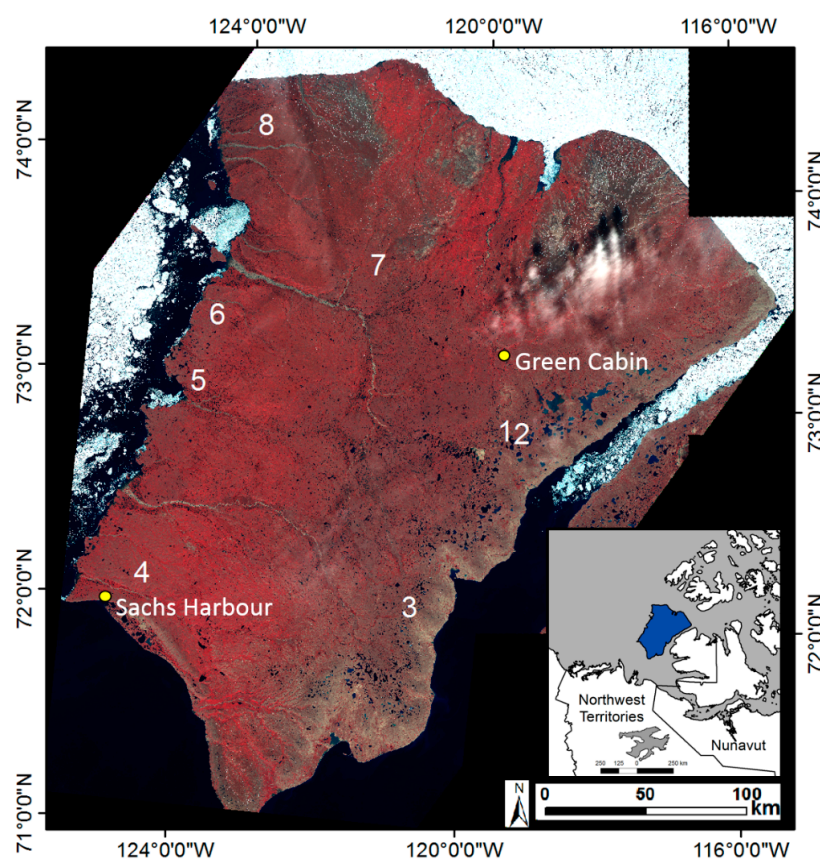 124°0'0"W 120°0'0"W 116°0'0"W
8
74°0'0"N
74°0'0"N
7
6
73°0'0"N
Green Cabin
5
73°0'0"N
12
4
72°0'0"N
Sachs Harbour
3
72°0'0"N
Northwest
Territories
Nunavut
250 125 0 250 km
N
0 50 100
km
71°0'0"N
124°0'0"W 120°0'0"W 116°0'0"W